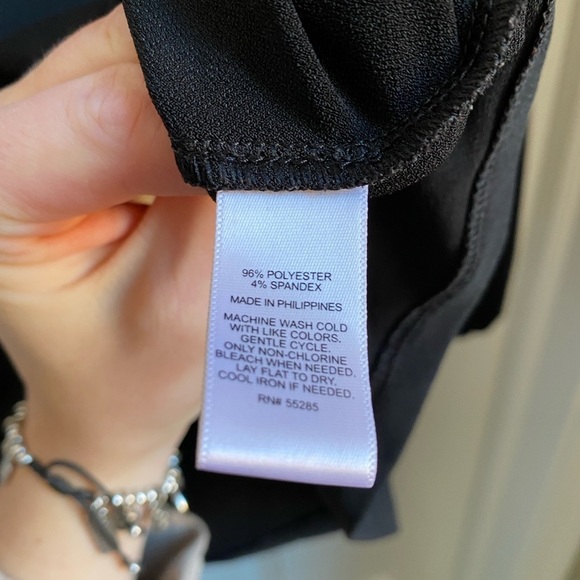 96% POLYESTER
4% SPANDEX
MADE IN PHILIPPINES
MACHINE WASH COLD
WITH LIKE COLORS.
GENTLE CYCLE.
ONLY NON-CHLORINE
BLEACH WHEN NEEDED.
LAY FLAT TO DRY.
COOL IRON IF NEEDED.
RN# 55285